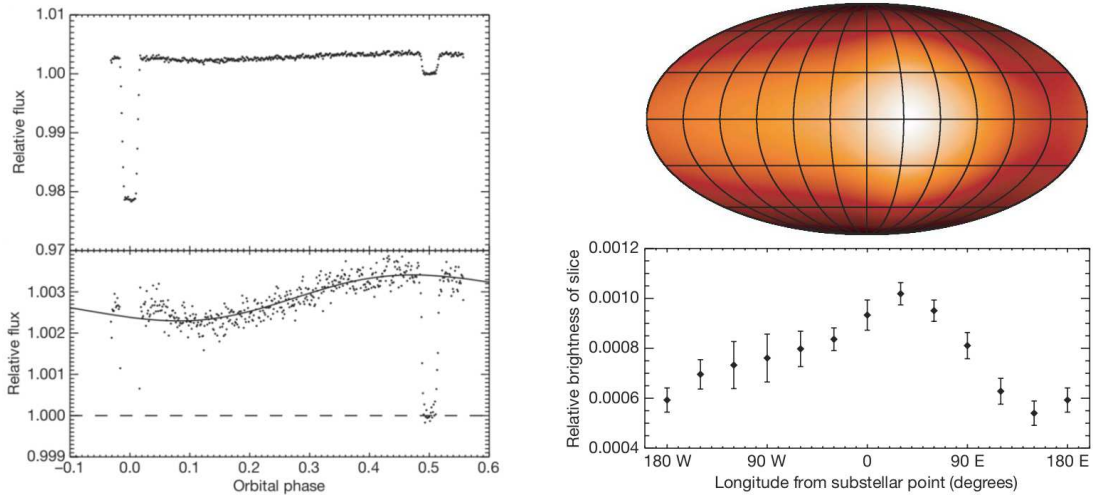 1.01
1.00
0.99
0.98
0.97
Relative flux
1.003
1.002
1.001
1.000
0.999
Relative flux
-0.1 0.0 0.1 0.2 0.3 0.4 0.5 0.6
Orbital phase
0.0012
0.0010
0.0008
0.0006
0.0004
Relative brightness of slice
180 W 90 W 0 90 E 180 E
Longitude from substellar point (degrees)